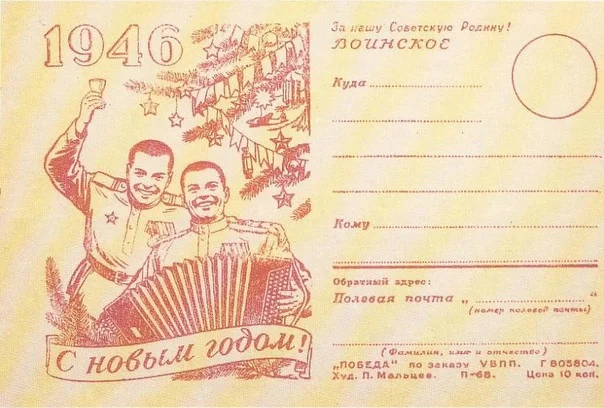 1946
С новым годом!
За нашу Советскую Родину!
ВОИНСКОЕ
Куда
Кому
Обратный адрес:
Полевая почта „ "
(номер полевой почты)
(Фамилия, имя и отчество)
„ПОБЕДА" по заказу УВПП. Г 805804.
Худ. П. Мальцев. П-68. Цена 10 коп.